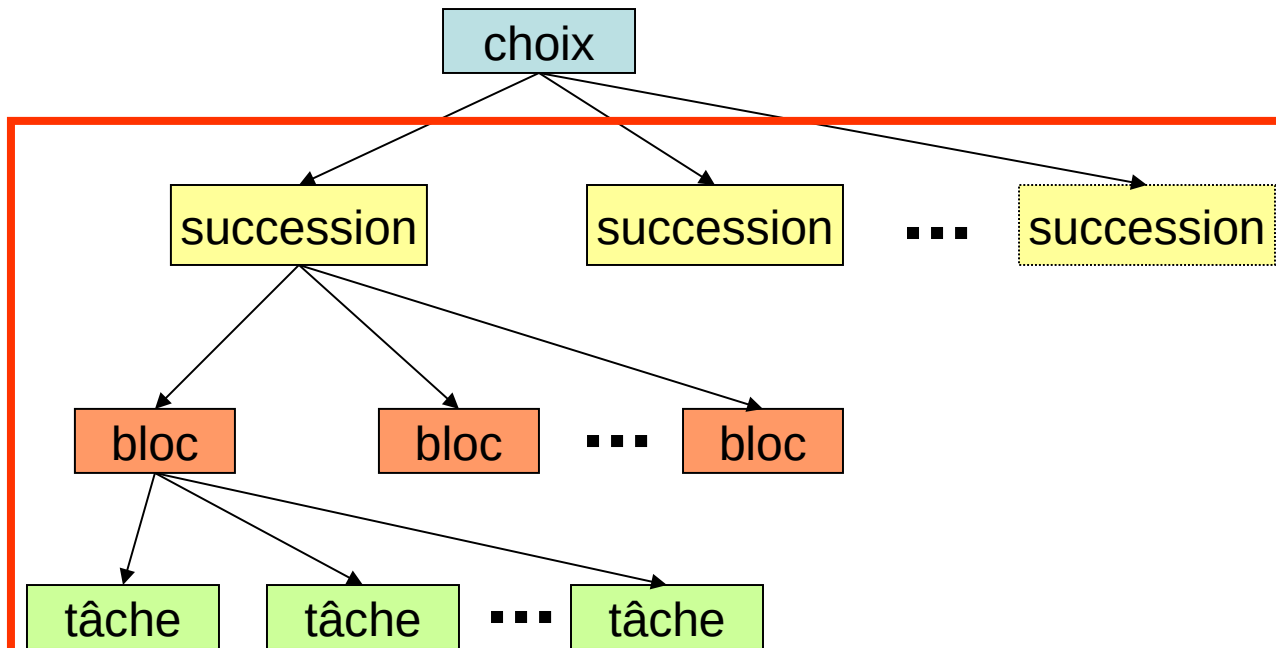 choix
succession succession ... succession
bloc bloc ... bloc
tâche tâche ... tâche